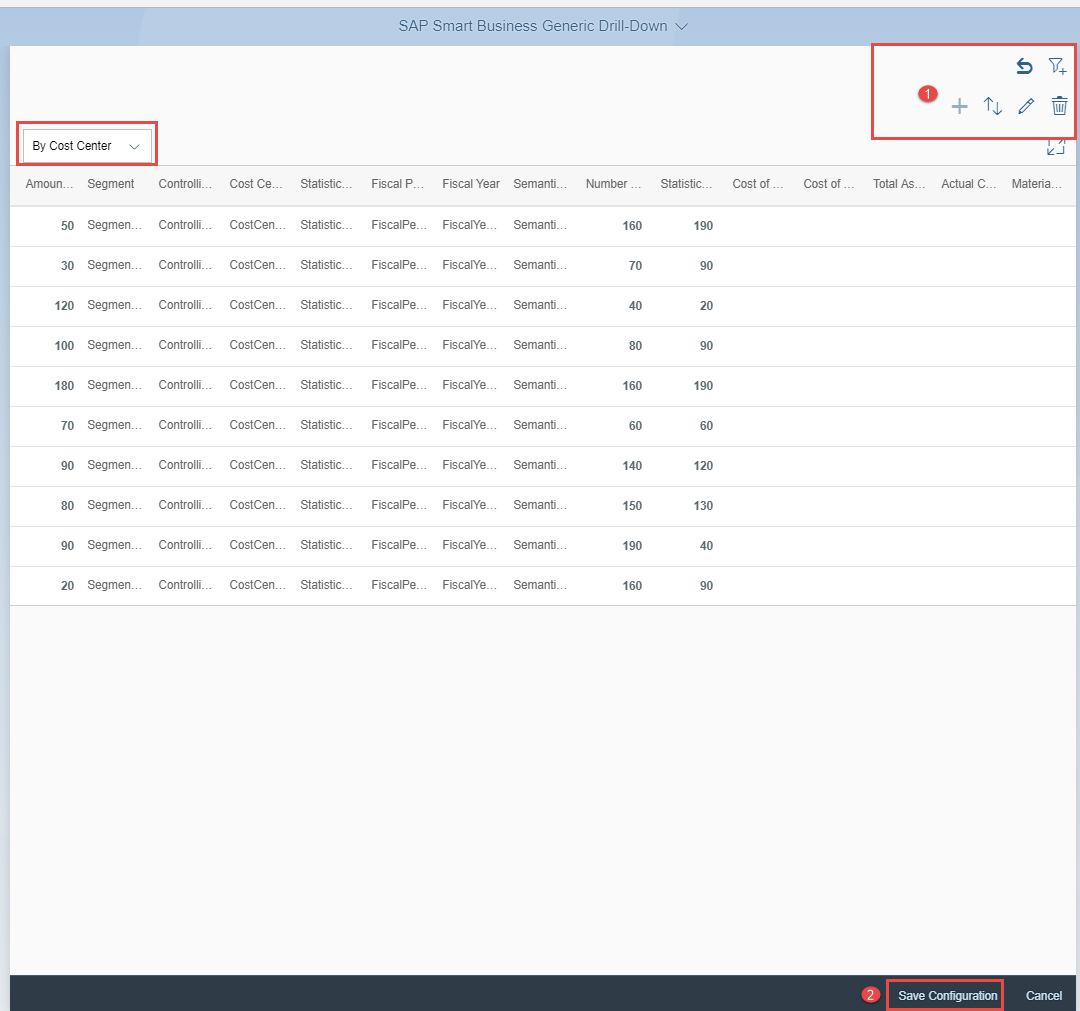 SAP Smart Business Generic Drill-Down
1
By Cost Center
Amoun... Segment Controlli... Cost Ce... Statistic... Fiscal P... Fiscal Year Semanti... Number ... Statistic... Cost of ... Cost of ... Total As... Actual C... Materia...
50 Segmen... Controlli... CostCen... Statistic... FiscalPe... FiscalYe... Semanti... 160 190
30 Segmen... Controlli... CostCen... Statistic... FiscalPe... FiscalYe... Semanti... 70 90
120 Segmen... Controlli... CostCen... Statistic... FiscalPe... FiscalYe... Semanti... 40 20
100 Segmen... Controlli... CostCen... Statistic... FiscalPe... FiscalYe... Semanti... 80 90
180 Segmen... Controlli... CostCen... Statistic... FiscalPe... FiscalYe... Semanti... 160 190
70 Segmen... Controlli... CostCen... Statistic... FiscalPe... FiscalYe... Semanti... 60 60
90 Segmen... Controlli... CostCen... Statistic... FiscalPe... FiscalYe... Semanti... 140 120
80 Segmen... Controlli... CostCen... Statistic... FiscalPe... FiscalYe... Semanti... 150 130
90 Segmen... Controlli... CostCen... Statistic... FiscalPe... FiscalYe... Semanti... 190 40
20 Segmen... Controlli... CostCen... Statistic... FiscalPe... FiscalYe... Semanti... 160 90
2 Save Configuration Cancel